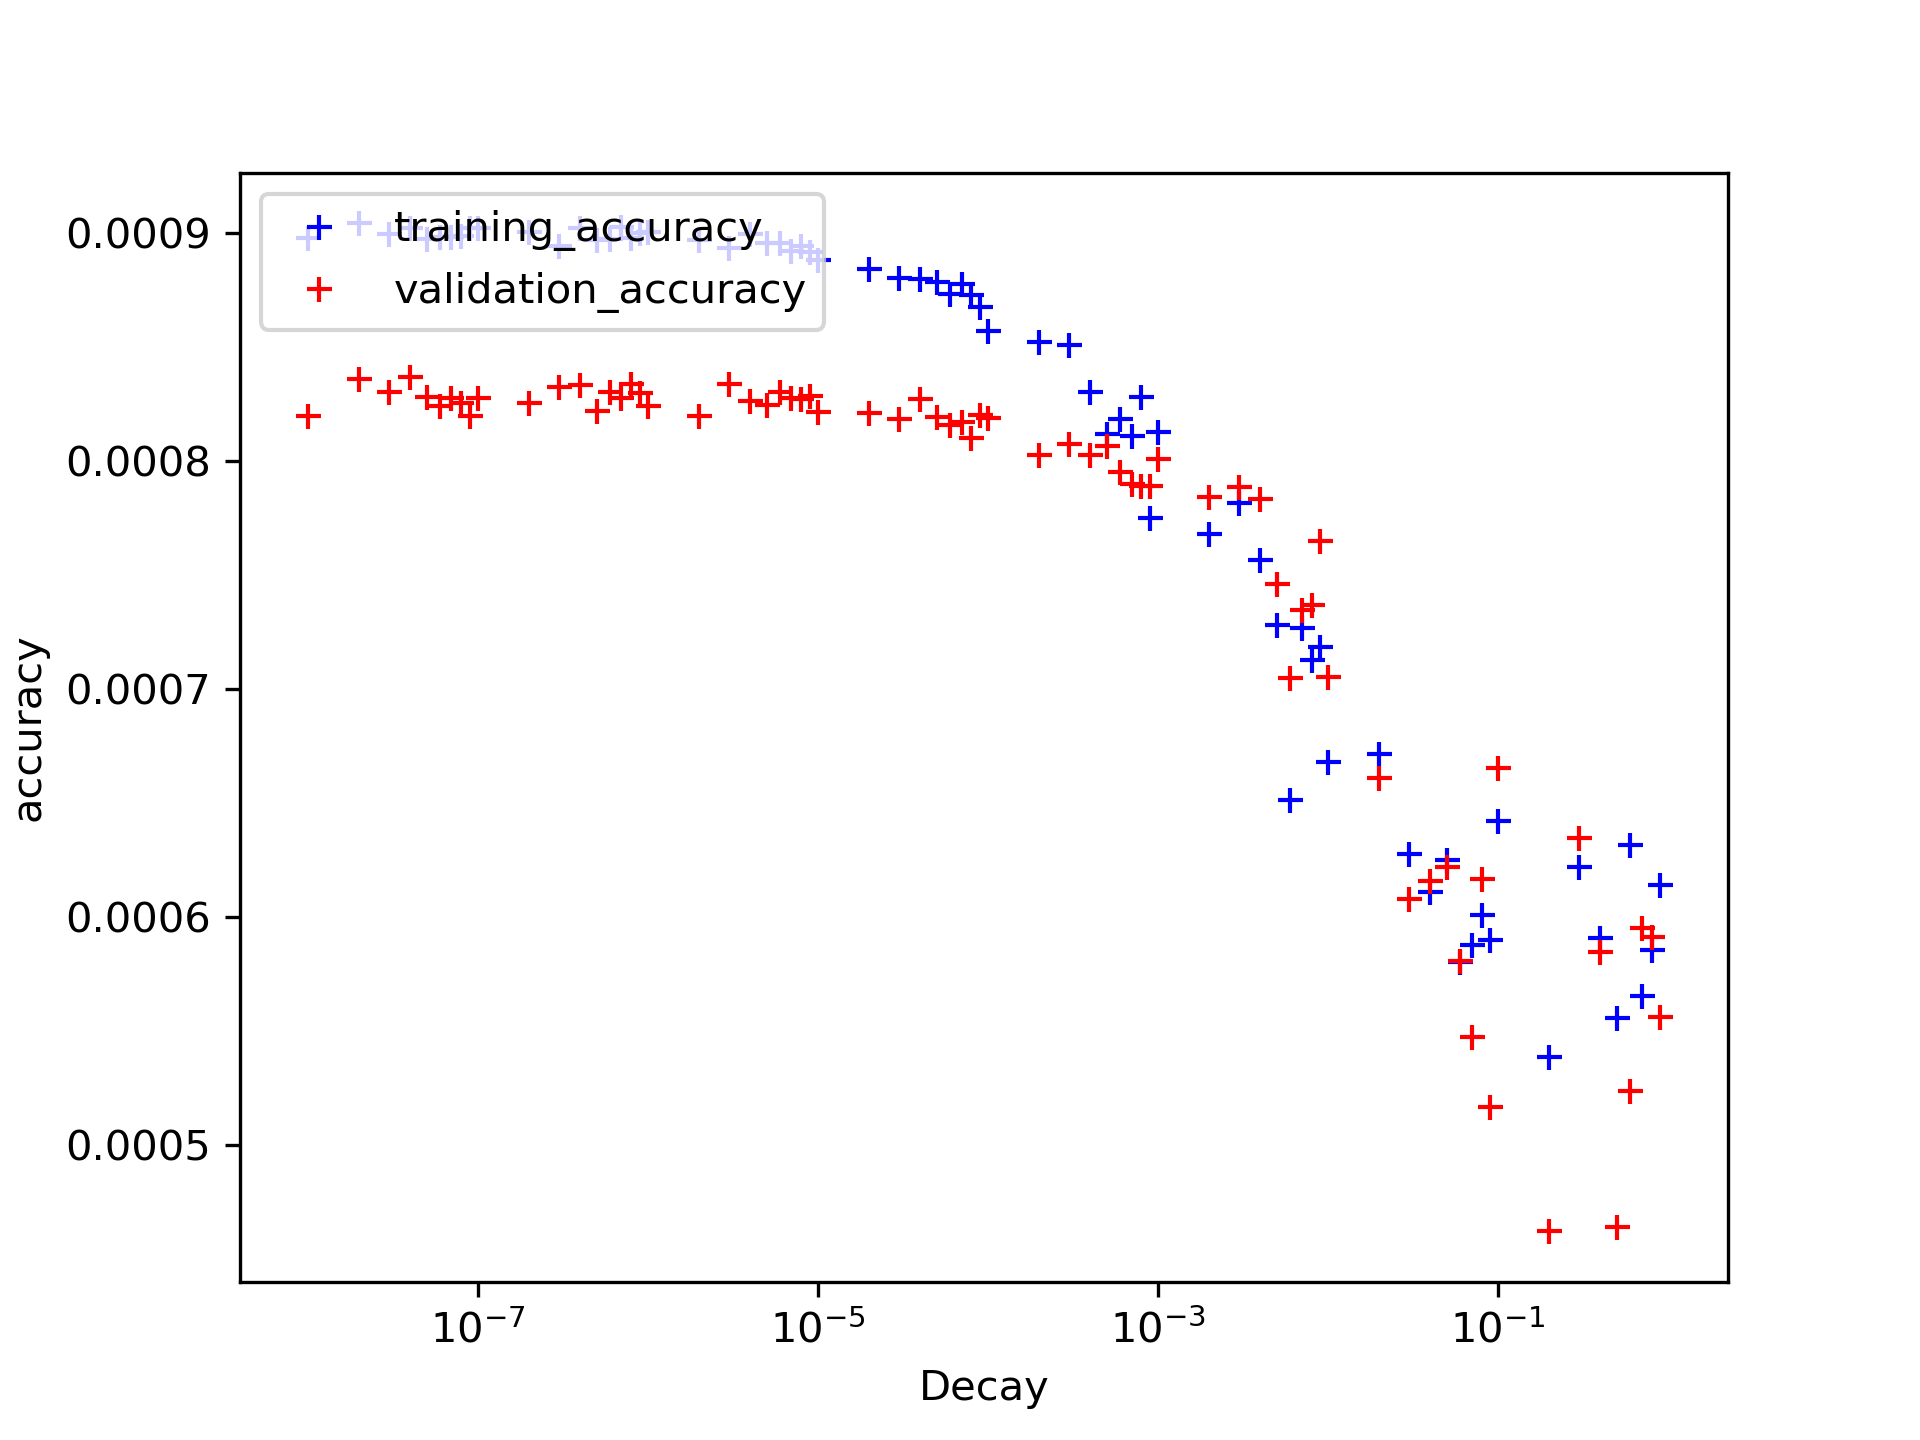 training_accuracy
validation_accuracy
0.0009
0.0008
0.0007
0.0006
0.0005
accuracy
10⁻⁷ 10⁻⁵ 10⁻³ 10⁻¹
Decay